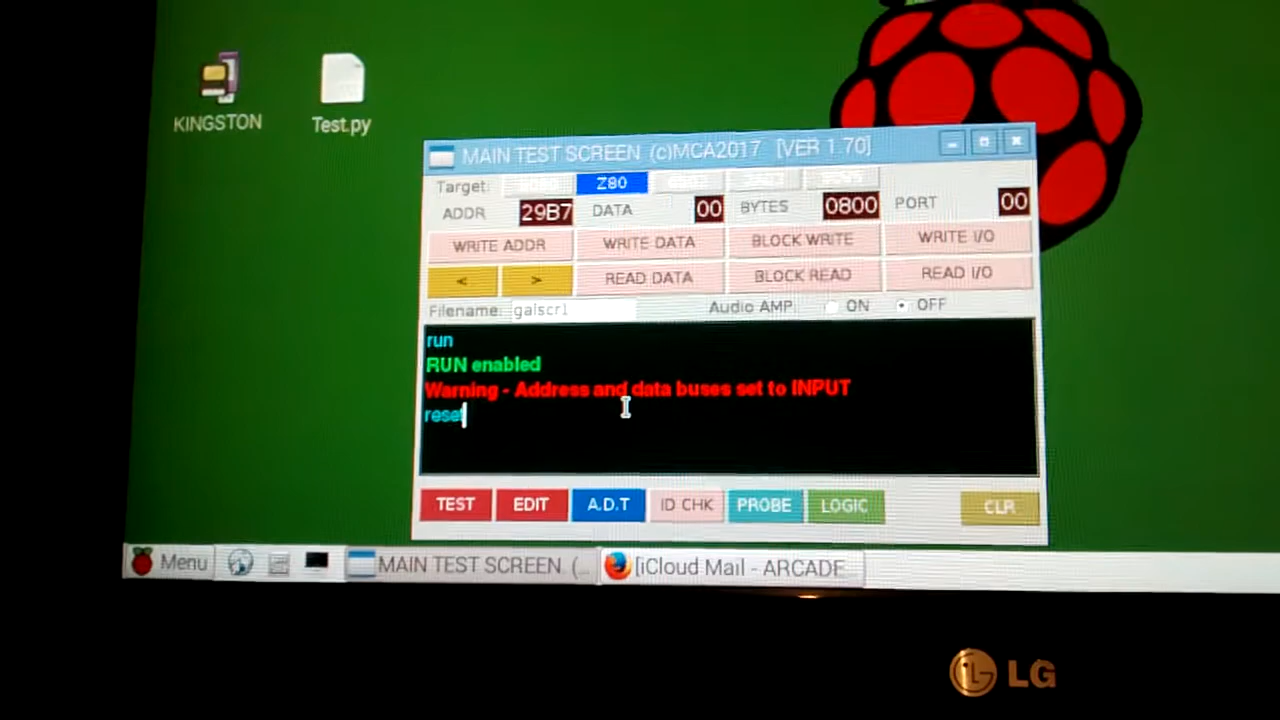 KINGSTON
Test.py
MAIN TEST SCREEN (c)MCA2017 [VER 1.70]
Target: Z80
ADDR 29B7 DATA 00 BYTES 0800 PORT 00
WRITE ADDR WRITE DATA BLOCK WRITE WRITE I/O
< > READ DATA BLOCK READ READ I/O
Filename: galscr1 Audio AMP: ON OFF
run
RUN enabled
Warning - Address and data buses set to INPUT
reset
TEST EDIT A.D.T ID CHK PROBE LOGIC CLR
Menu MAIN TEST SCREEN (... [iCloud Mail - ARCADE...
LG